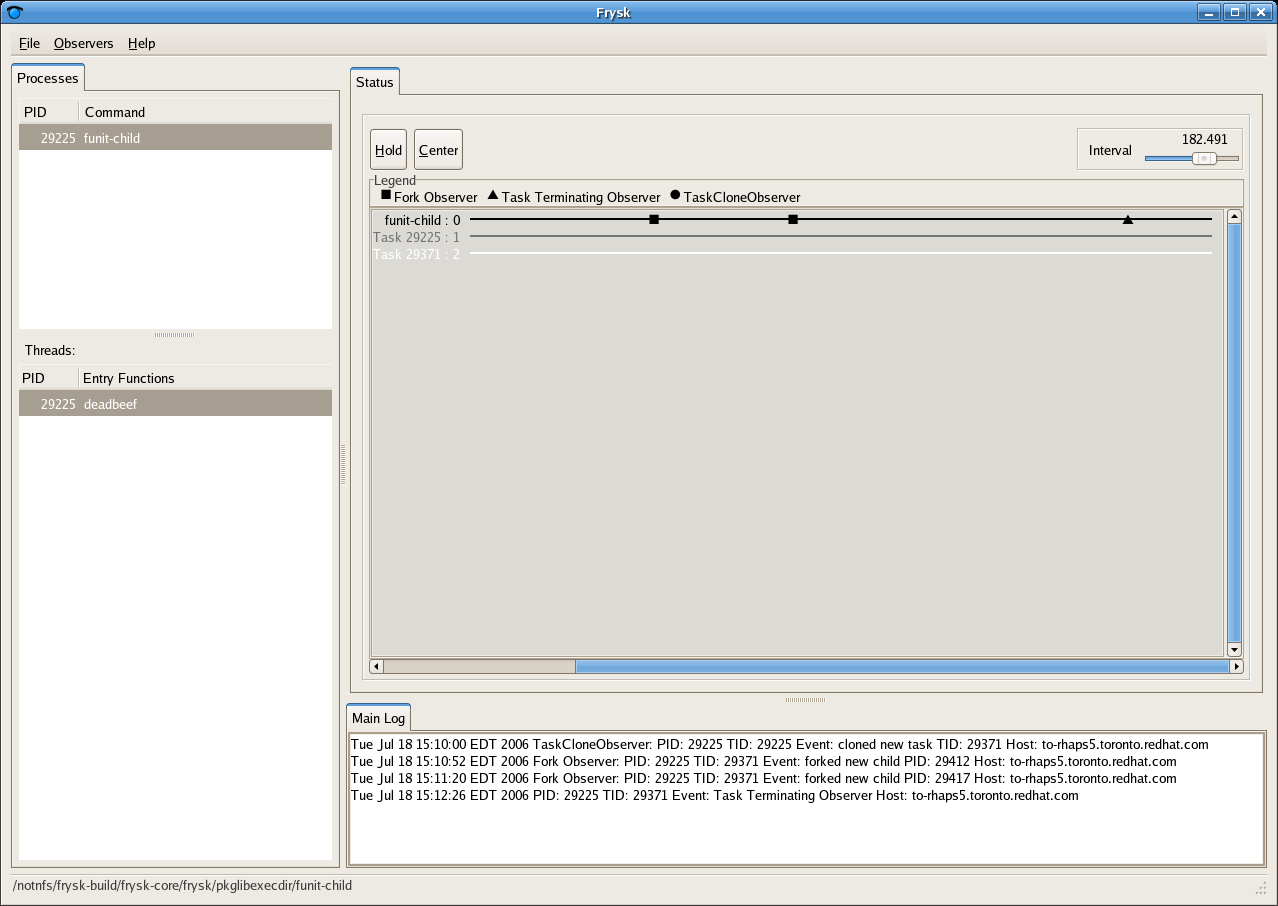 Frysk
File Observers Help
Processes
PID Command
29225 funit-child
Threads:
PID Entry Functions
29225 deadbeef
Status
Hold Center
Interval 182.491
Legend
Fork Observer Task Terminating Observer TaskCloneObserver
funit-child : 0
Task 29225 : 1
Task 29371 : 2
Main Log
Tue Jul 18 15:10:00 EDT 2006 TaskCloneObserver: PID: 29225 TID: 29225 Event: cloned new task TID: 29371 Host: to-rhaps5.toronto.redhat.com
Tue Jul 18 15:10:52 EDT 2006 Fork Observer: PID: 29225 TID: 29371 Event: forked new child PID: 29412 Host: to-rhaps5.toronto.redhat.com
Tue Jul 18 15:11:20 EDT 2006 Fork Observer: PID: 29225 TID: 29371 Event: forked new child PID: 29417 Host: to-rhaps5.toronto.redhat.com
Tue Jul 18 15:12:26 EDT 2006 PID: 29225 TID: 29371 Event: Task Terminating Observer Host: to-rhaps5.toronto.redhat.com
/notnfs/frysk-build/frysk-core/frysk/pkglibexecdir/funit-child